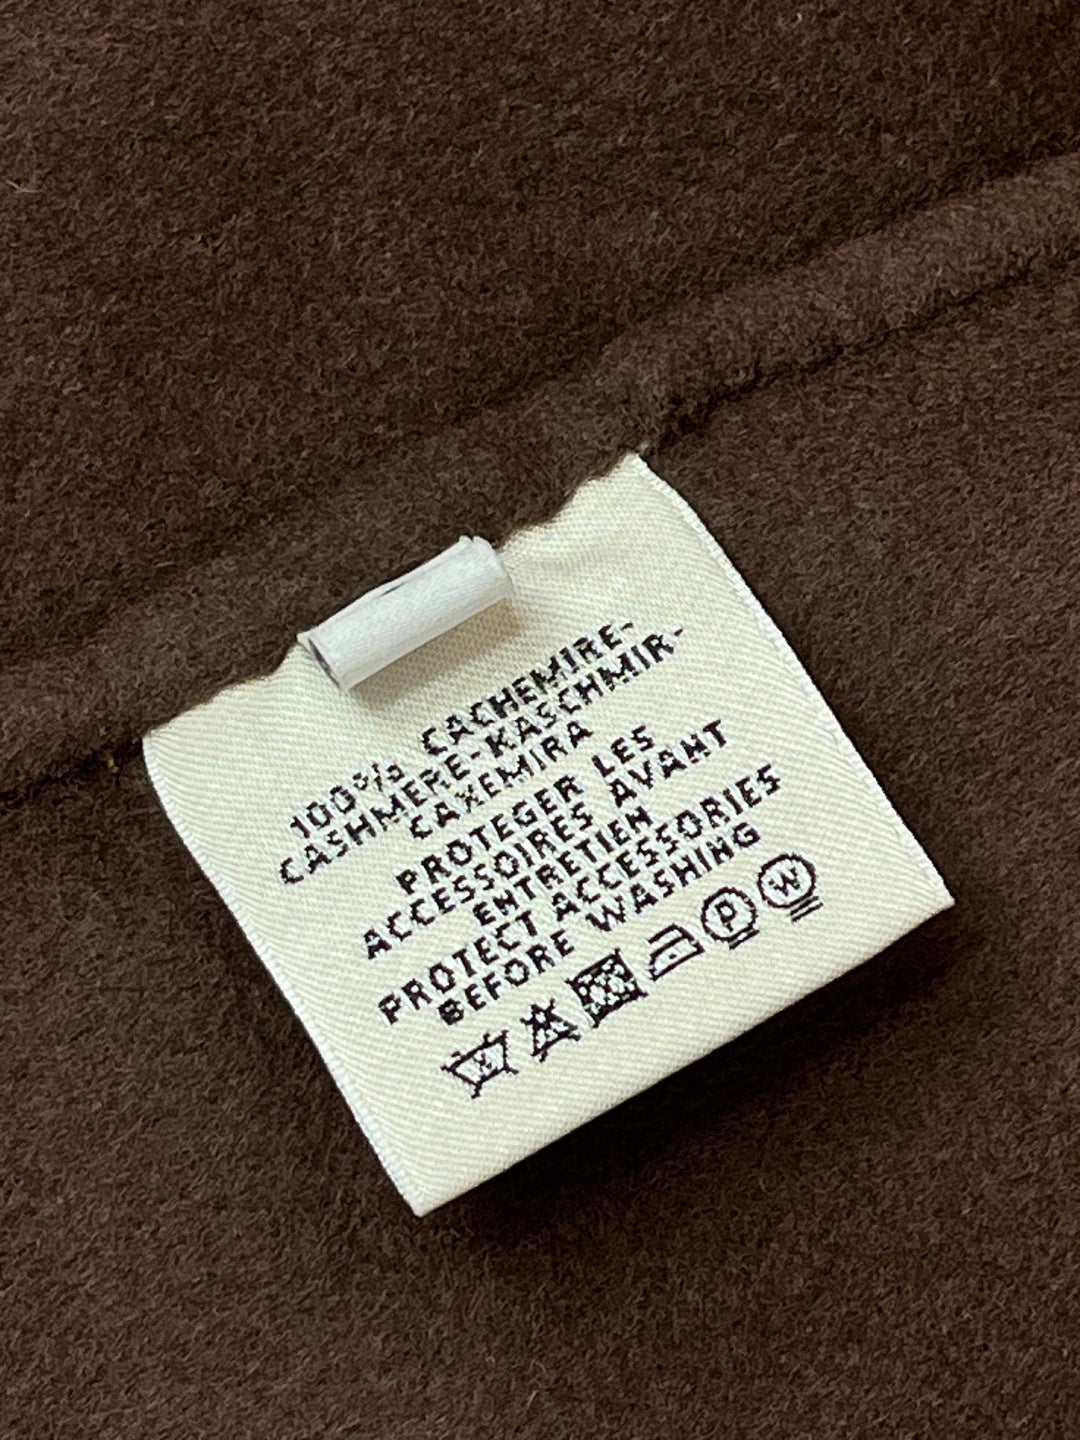 100% CACHEMIRE-
CASHMERE-KASCHMIR-
CAXEMIRA
PROTEGER LES
ACCESSOIRES AVANT
ENTRETIEN
PROTECT ACCESSORIES
BEFORE WASHING
P W